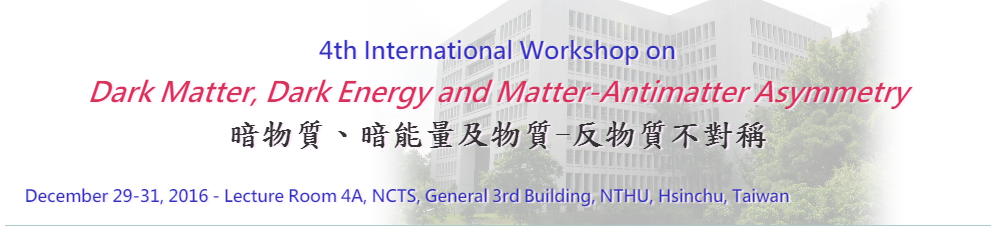 4th International Workshop on
Dark Matter, Dark Energy and Matter-Antimatter Asymmetry
暗物質、暗能量及物質-反物質不對稱
December 29-31, 2016 - Lecture Room 4A, NCTS, General 3rd Building, NTHU, Hsinchu, Taiwan